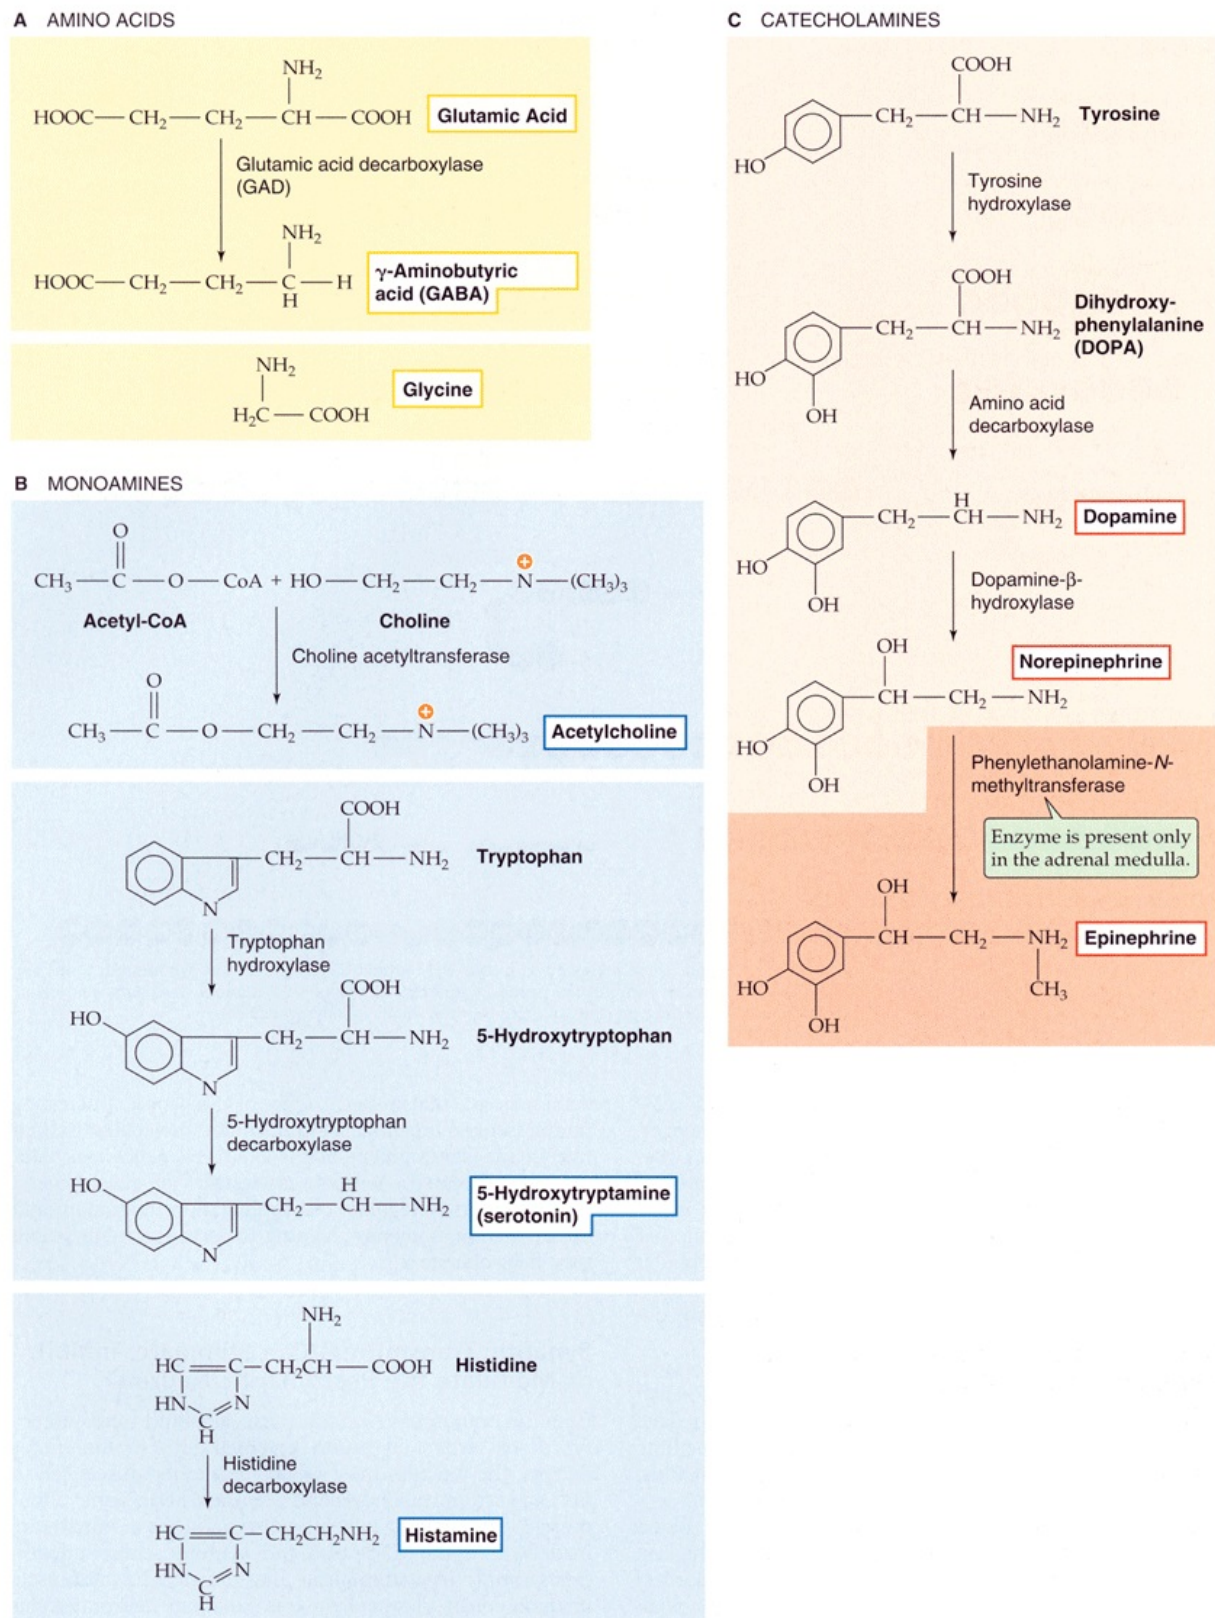 A AMINO ACIDS
NH₂
HOOC—CH₂—CH₂—CH—COOH
Glutamic Acid
Glutamic acid decarboxylase
(GAD)
NH₂
HOOC—CH₂—CH₂—C—H
H
γ-Aminobutyric
acid (GABA)
NH₂
H₂C—COOH
Glycine
B MONOAMINES
O
CH₃—C—O—CoA + HO—CH₂—CH₂—N—(CH₃)₃
+
Acetyl-CoA
Choline
Choline acetyltransferase
O
+
CH₃—C—O—CH₂—CH₂—N—(CH₃)₃
Acetylcholine
COOH
CH₂—CH—NH₂
N
Tryptophan
Tryptophan
hydroxylase
COOH
HO
CH₂—CH—NH₂
N
5-Hydroxytryptophan
5-Hydroxytryptophan
decarboxylase
HO
H
CH₂—CH—NH₂
N
5-Hydroxytryptamine
(serotonin)
NH₂
HC=C—CH₂CH—COOH
HN
N
C
H
Histidine
Histidine
decarboxylase
HC=C—CH₂CH₂NH₂
HN
N
C
H
Histamine
C CATECHOLAMINES
COOH
CH₂—CH—NH₂
HO
Tyrosine
Tyrosine
hydroxylase
COOH
CH₂—CH—NH₂
HO
OH
Dihydroxy-
phenylalanine
(DOPA)
Amino acid
decarboxylase
H
CH₂—CH—NH₂
HO
OH
Dopamine
Dopamine-β-
hydroxylase
OH
Norepinephrine
CH—CH₂—NH₂
HO
OH
Phenylethanolamine-N-
methyltransferase
Enzyme is present only
in the adrenal medulla.
OH
CH—CH₂—NH₂
Epinephrine
HO
CH₃
OH